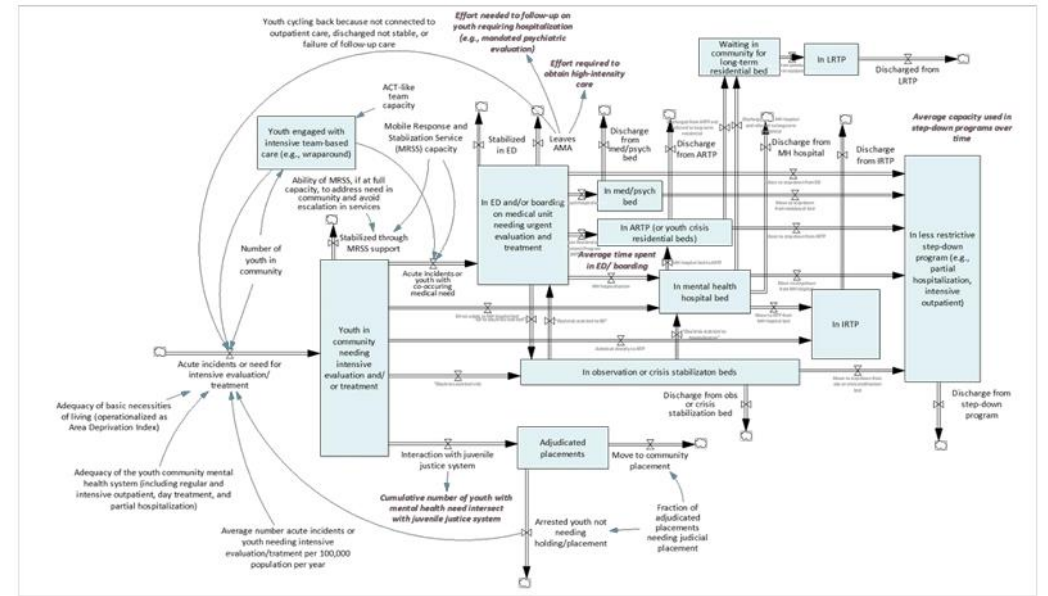 Youth cycling back because not connected to
outpatient care, discharged not stable, or
failure of follow-up care
Effort needed to follow-up on
youth requiring hospitalization
(e.g., mandated psychiatric
evaluation)
Effort required to
obtain high-intensity
care
Waiting in
community for
long-term
residential bed
In LRTP
Discharged from
LRTP
ACT-like
team
capacity
Youth engaged with
intensive team-based
care (e.g., wraparound)
Mobile Response and
Stabliization Service
(MRSS) capacity
Stabilized
in ED
Leaves
AMA
Discharge
from
med/psych
bed
Discharge
from ARTP
Discharge from
MH hospital
Discharge
from IRTP
Average capacity used in
step-down programs over
time
Ability of MRSS, if at full
capacity, to address need in
community and avoid
escalation in services
In ED and/or boarding
on medical unit
needing urgent
evaluation and
treatment
In med/psych
bed
In ARTP (or youth crisis
residential beds)
Stabilized through
MRSS support
Number of
youth in
community
Acute incidents or
youth with
co-occuring
medical need
Average time spent
in ED/ boarding
In mental health
hospital bed
In less restrictive
step-down
program (e.g.,
partial
hospitalization,
intensive
outpatient)
In IRTP
Youth in
community
needing
intensive
evaluation and/
or treatment
Acute incidents or need for
intensive evaluation/
treatment
In observation or crisis stabilizaton beds
Adequacy of basic necessities
of living (operationalized as
Area Deprivation Index)
Discharge from obs
or crisis
stabilization bed
Discharge from
step-down
program
Interaction with juvenile
justice system
Adjudicated
placements
Move to community
placement
Adequacy of the youth community mental
health system (including regular and
intensive outpatient, day treatment, and
partial hospitalization)
Cumulative number of youth with
mental health need intersect
with juvenile justice system
Average number acute incidents or
youth needing intensive
evaluation/tratment per 100,000
population per year
Arrested youth not
needing
holding/placement
Fraction of
adjudicated
placements
needing judicial
placement